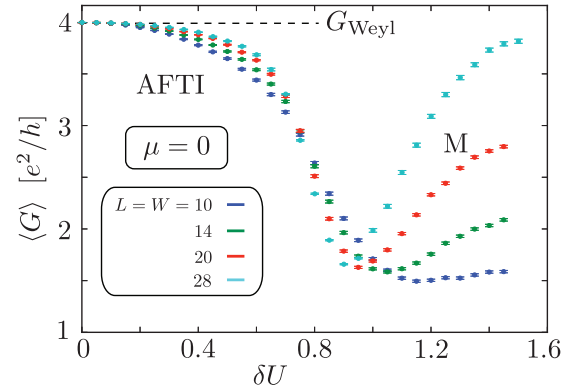 4
G_Weyl
AFTI
3
μ = 0
M
⟨G⟩ [e²/h]
L = W = 10
2
14
20
28
1
0 0.4 0.8 1.2 1.6
δU